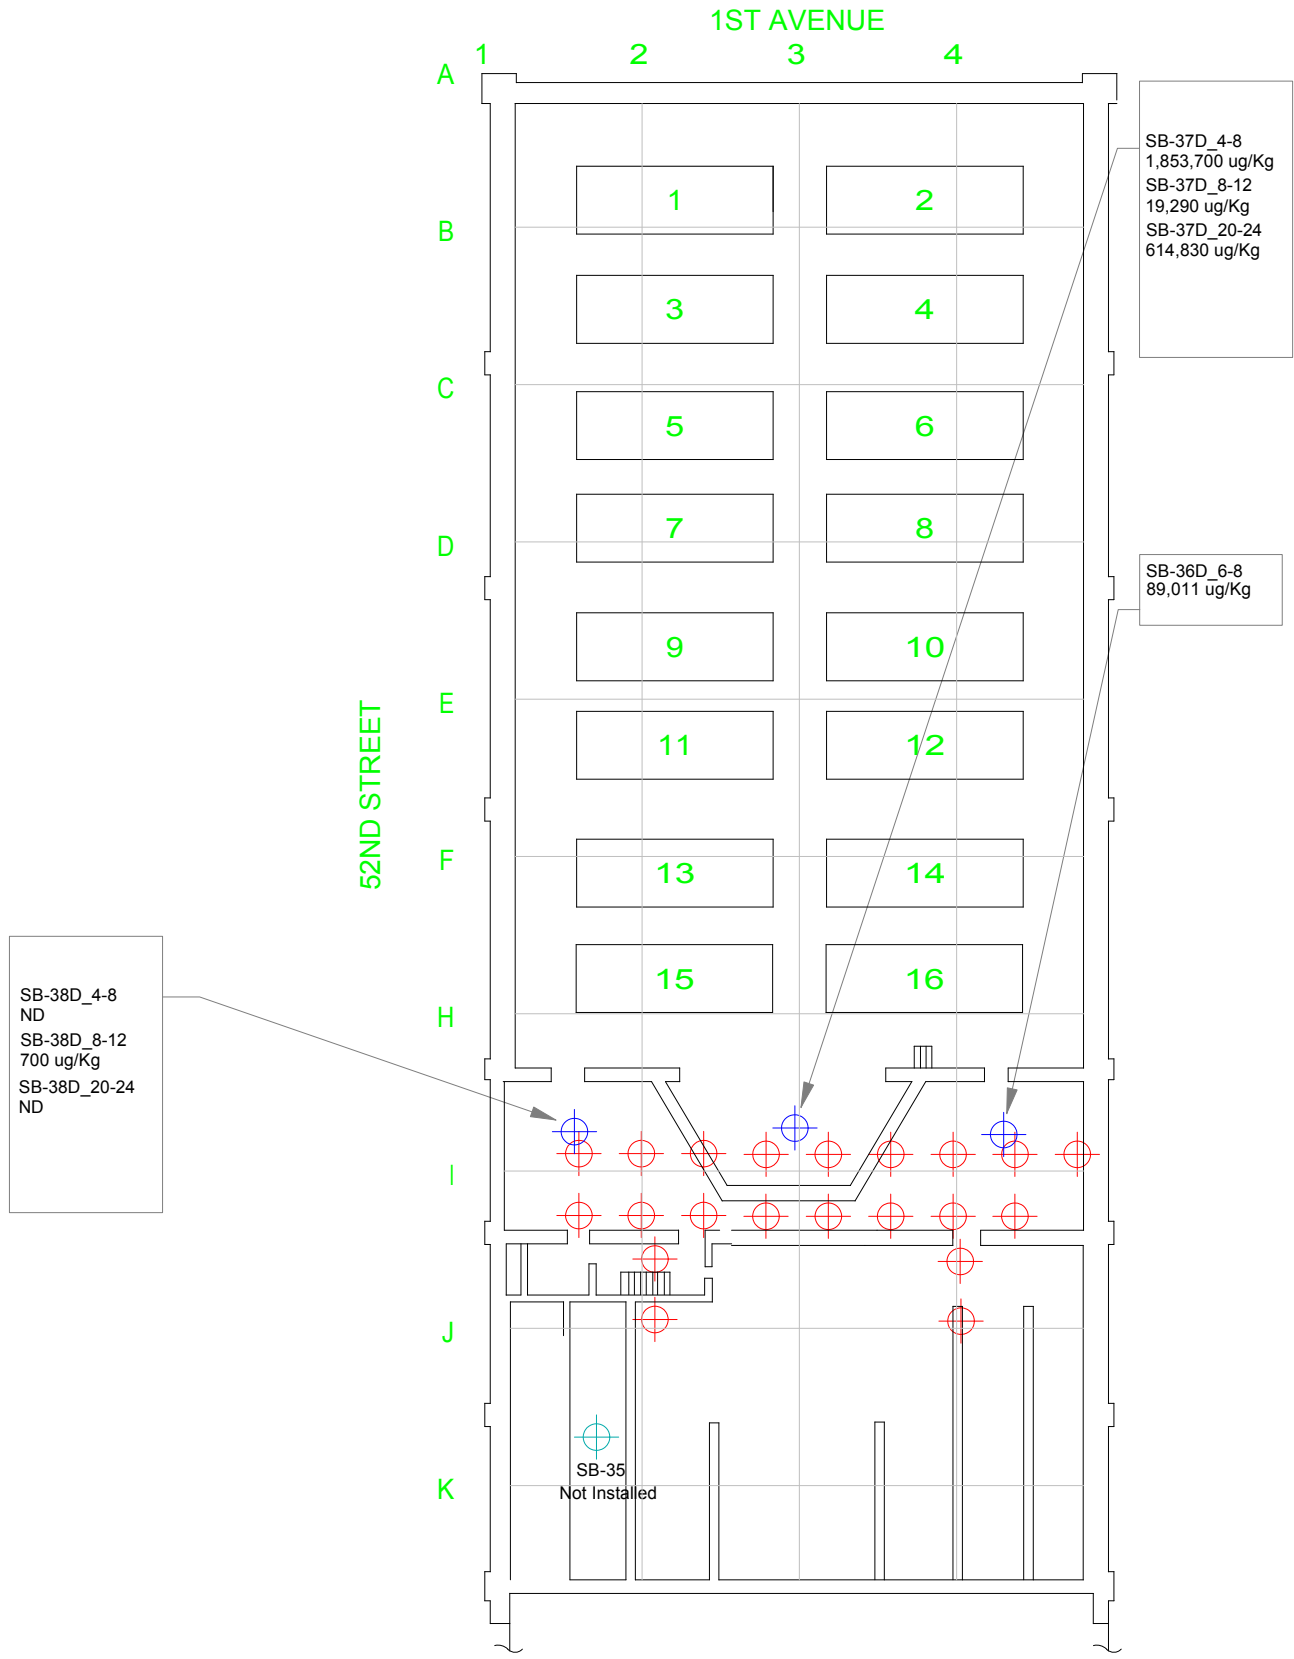 1ST AVENUE
1
2
3
4
A
SB-37D_4-8
1,853,700 ug/Kg
SB-37D_8-12
19,290 ug/Kg
SB-37D_20-24
614,830 ug/Kg
1
2
B
3
4
C
5
6
7
8
D
SB-36D_6-8
89,011 ug/Kg
9
10
E
52ND STREET
11
12
F
13
14
15
16
SB-38D_4-8
ND
SB-38D_8-12
700 ug/Kg
SB-38D_20-24
ND
H
I
J
SB-35
Not Installed
K